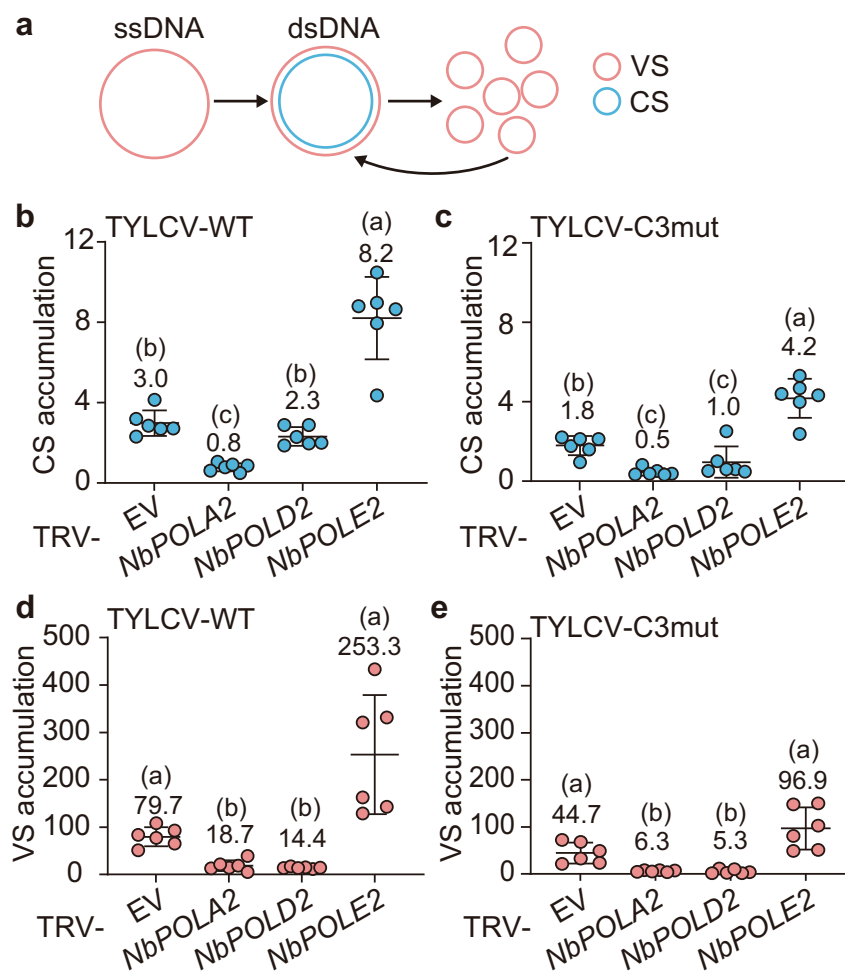 a
ssDNA dsDNA
VS
CS
b TYLCV-WT
CS accumulation
12
8
4
0
(b) (c) (b) (a)
3.0 0.8 2.3 8.2
TRV- EV NbPOLA2 NbPOLD2 NbPOLE2
c TYLCV-C3mut
CS accumulation
12
8
4
0
(b) (c) (c) (a)
1.8 0.5 1.0 4.2
TRV- EV NbPOLA2 NbPOLD2 NbPOLE2
d TYLCV-WT
VS accumulation
500
400
300
200
100
0
(a) (b) (b) (a)
79.7 18.7 14.4 253.3
TRV- EV NbPOLA2 NbPOLD2 NbPOLE2
e TYLCV-C3mut
VS accumulation
500
400
300
200
100
0
(a) (b) (b) (a)
44.7 6.3 5.3 96.9
TRV- EV NbPOLA2 NbPOLD2 NbPOLE2